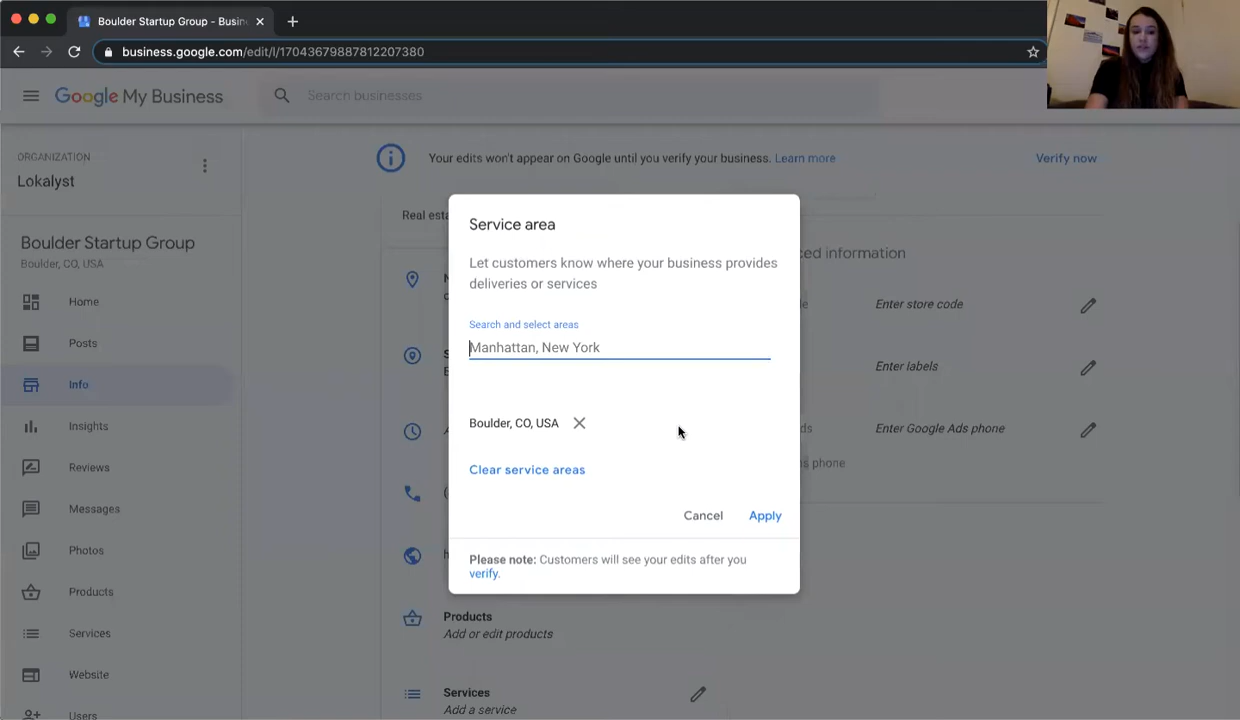 Boulder Startup Group - Busin
business.google.com/edit/l/17043679887812207380
Google My Business
Search businesses
ORGANIZATION
Lokalyst
Your edits won't appear on Google until you verify your business. Learn more
Verify now
Boulder Startup Group
Boulder, CO, USA
Home
Posts
Info
Insights
Reviews
Messages
Photos
Products
Services
Website
Users
Real esta
Service area
Let customers know where your business provides
deliveries or services
Search and select areas
Manhattan, New York
Boulder, CO, USA
Clear service areas
Cancel
Apply
Please note: Customers will see your edits after you
verify.
ced information
Enter store code
Enter labels
ds
Enter Google Ads phone
s phone
Products
Add or edit products
Services
Add a service